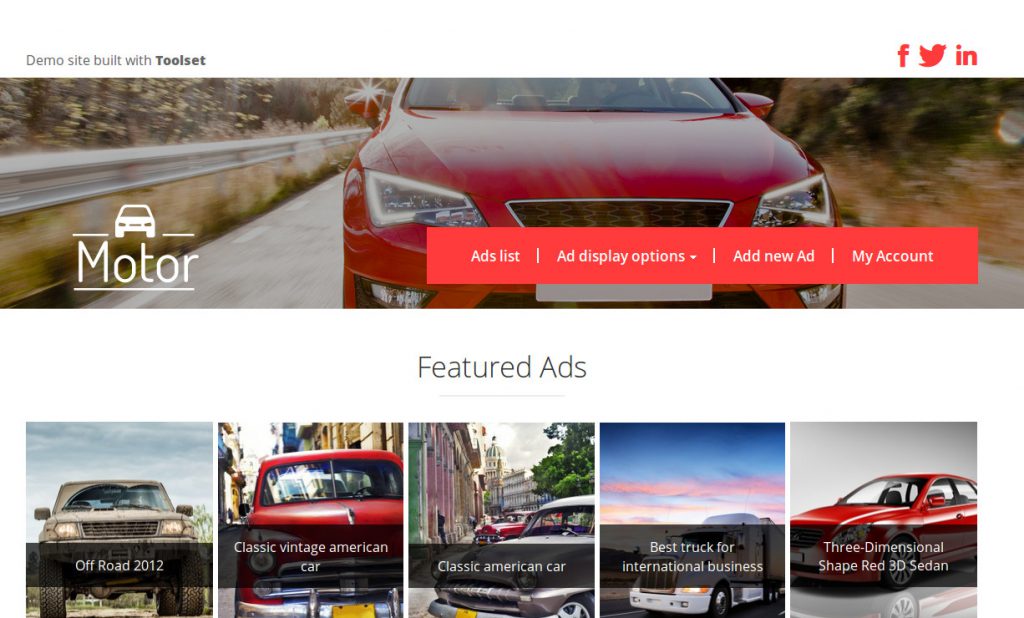 Demo site built with Toolset
Motor
Ads list
Ad display options
Add new Ad
My Account
Featured Ads
Off Road 2012
Classic vintage american
car
Classic american car
Best truck for
international business
Three-Dimensional
Shape Red 3D Sedan